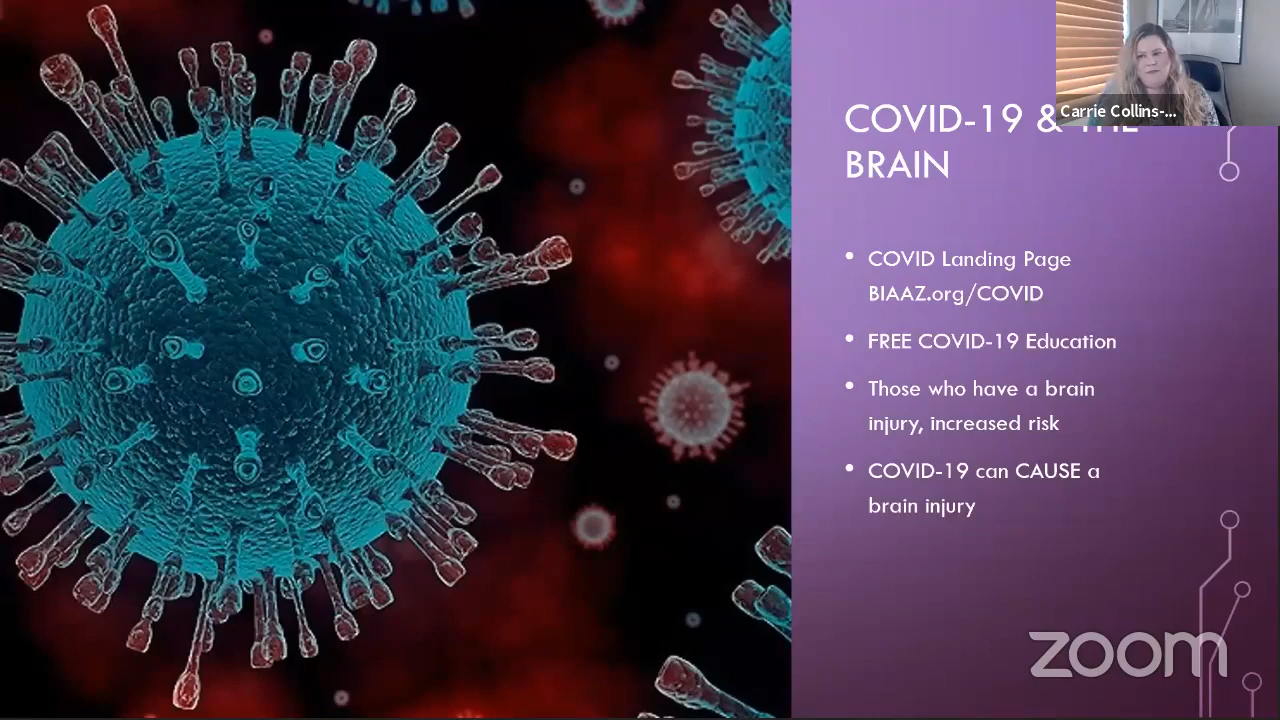 Carrie Collins-...
COVID-19 & THE
BRAIN
• COVID Landing Page
BIAAZ.org/COVID
• FREE COVID-19 Education
• Those who have a brain
injury, increased risk
• COVID-19 can CAUSE a
brain injury
zoom